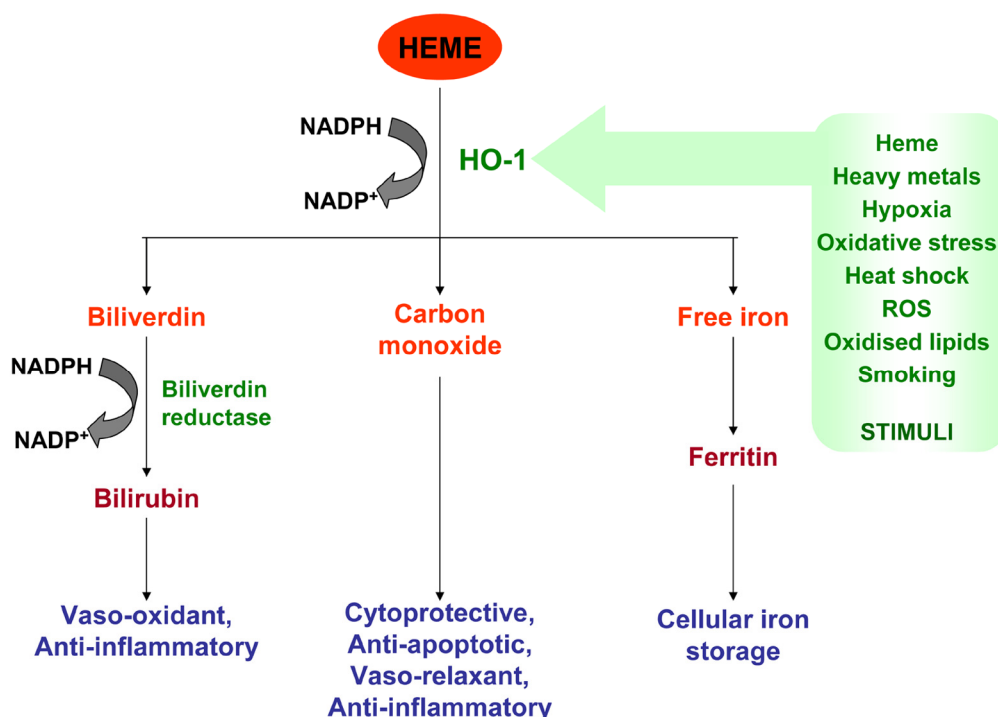 HEME
NADPH
NADP+
HO-1
Heme
Heavy metals
Hypoxia
Oxidative stress
Heat shock
ROS
Oxidised lipids
Smoking
STIMULI
Biliverdin
Carbon
monoxide
Free iron
NADPH
NADP+
Biliverdin
reductase
Bilirubin
Ferritin
Vaso-oxidant,
Anti-inflammatory
Cytoprotective,
Anti-apoptotic,
Vaso-relaxant,
Anti-inflammatory
Cellular iron
storage